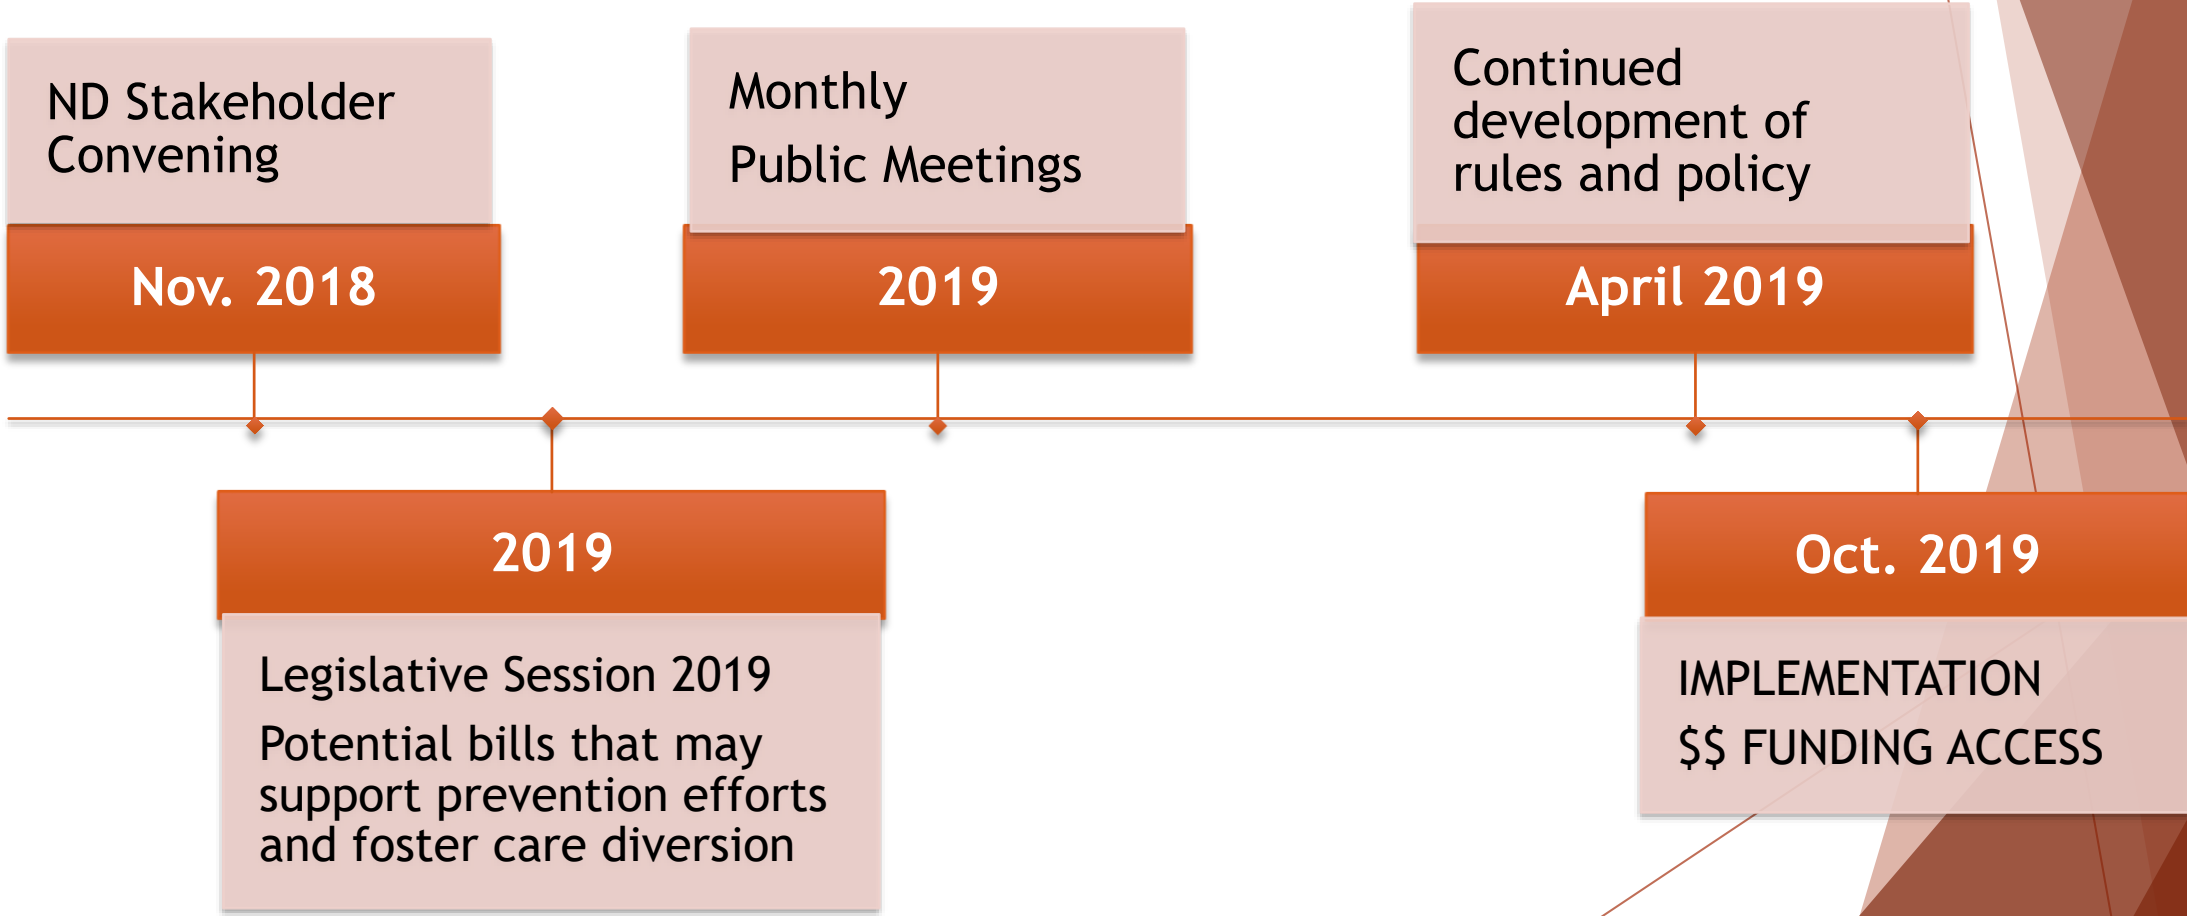 ND Stakeholder
Convening
Nov. 2018
2019
Legislative Session 2019
Potential bills that may
support prevention efforts
and foster care diversion
Monthly
Public Meetings
2019
Continued
development of
rules and policy
April 2019
Oct. 2019
IMPLEMENTATION
$$ FUNDING ACCESS